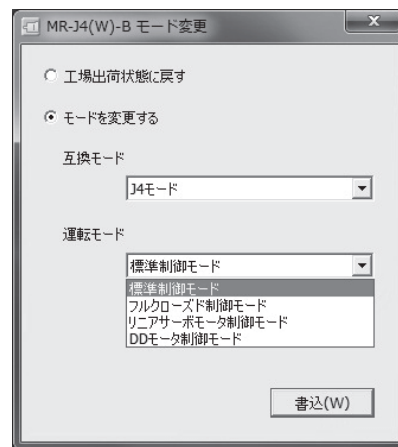 MR-J4(W)-B モード変更
工場出荷状態に戻す
モードを変更する
互換モード
J4モード
運転モード
標準制御モード
標準制御モード
フルクローズド制御モード
リニアサーボモータ制御モード
DDモータ制御モード
書込(W)